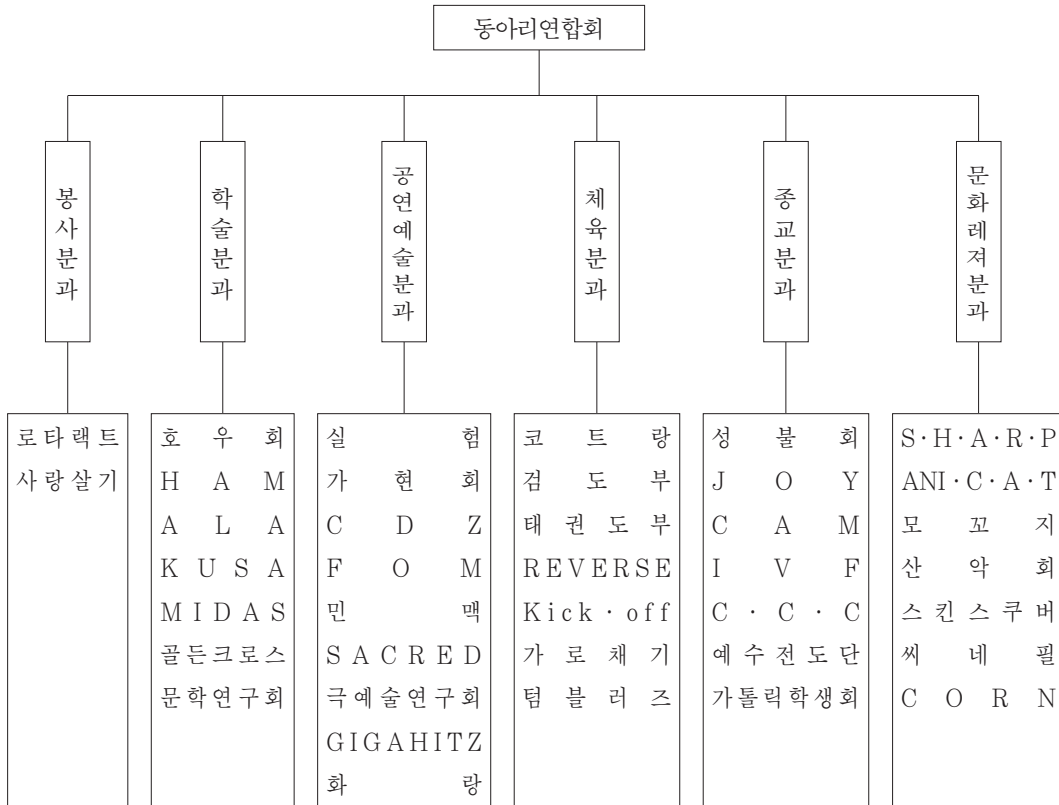 동아리연합회
봉사분과
학술분과
공연예술분과
체육분과
종교분과
문화레져분과
로타랙트
사랑살기
호우회
HAM
ALA
KUSA
MIDAS
골든크로스
문학연구회
실험
가현회
CDZ
FOM
민맥
SACRED
극예술연구회
GIGAHITZ
화랑
코트랑
검도부
태권도부
REVERSE
Kick·off
가로채기
텀블러즈
성불회
JOY
CAM
IVF
C·C·C
예수전도단
가톨릭학생회
S·H·A·R·P
ANI·C·A·T
모꼬지
산악회
스킨스쿠버
씨네필
CORN